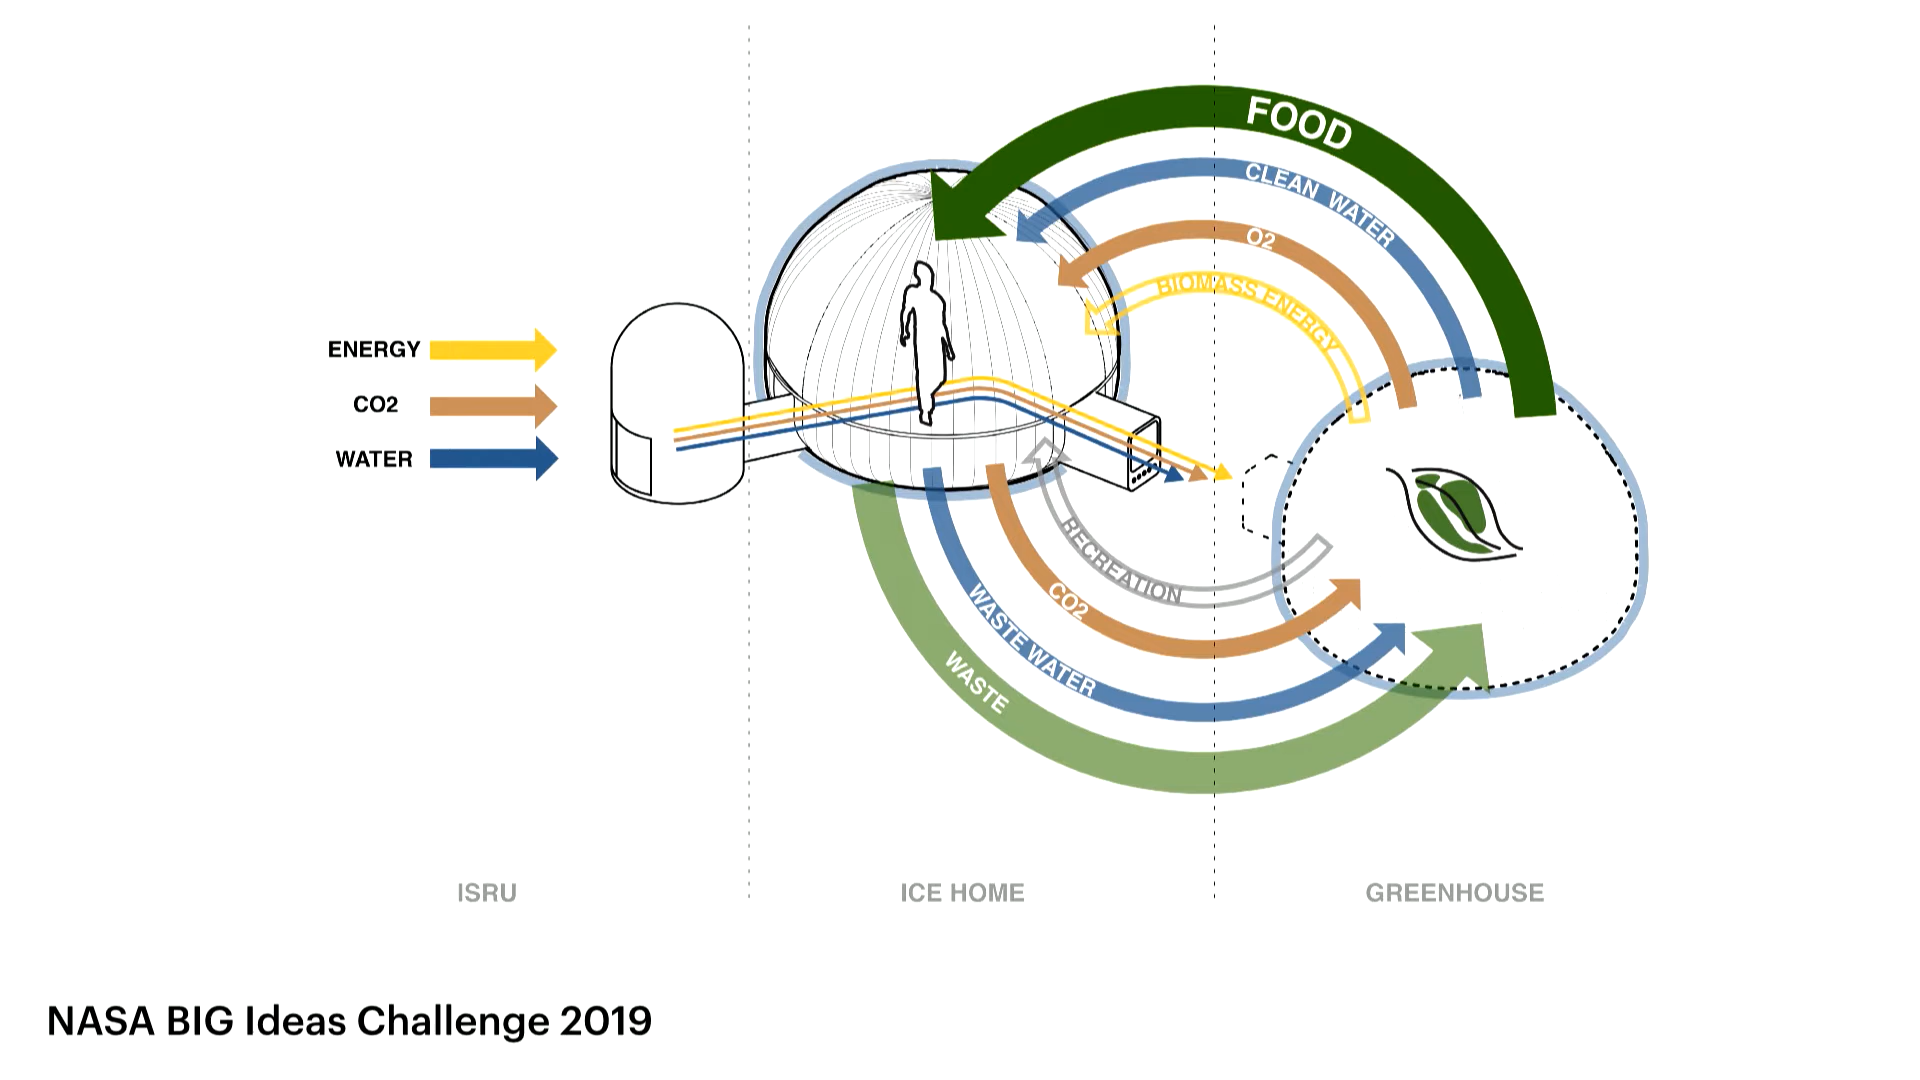 FOOD
CLEAN WATER
O2
BIOMASS ENERGY
ENERGY
CO2
WATER
RECREATION
CO2
WASTE WATER
WASTE
ISRU
ICE HOME
GREENHOUSE
NASA BIG Ideas Challenge 2019